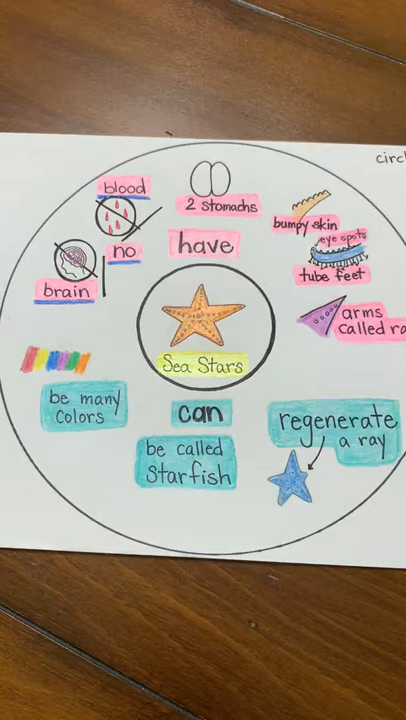 circl
blood
2 stomachs
bumpy skin
eye spots
no
have
tube feet
brain
arms
called ra
Sea Stars
be many
colors
can
regenerate
a ray
be called
Starfish